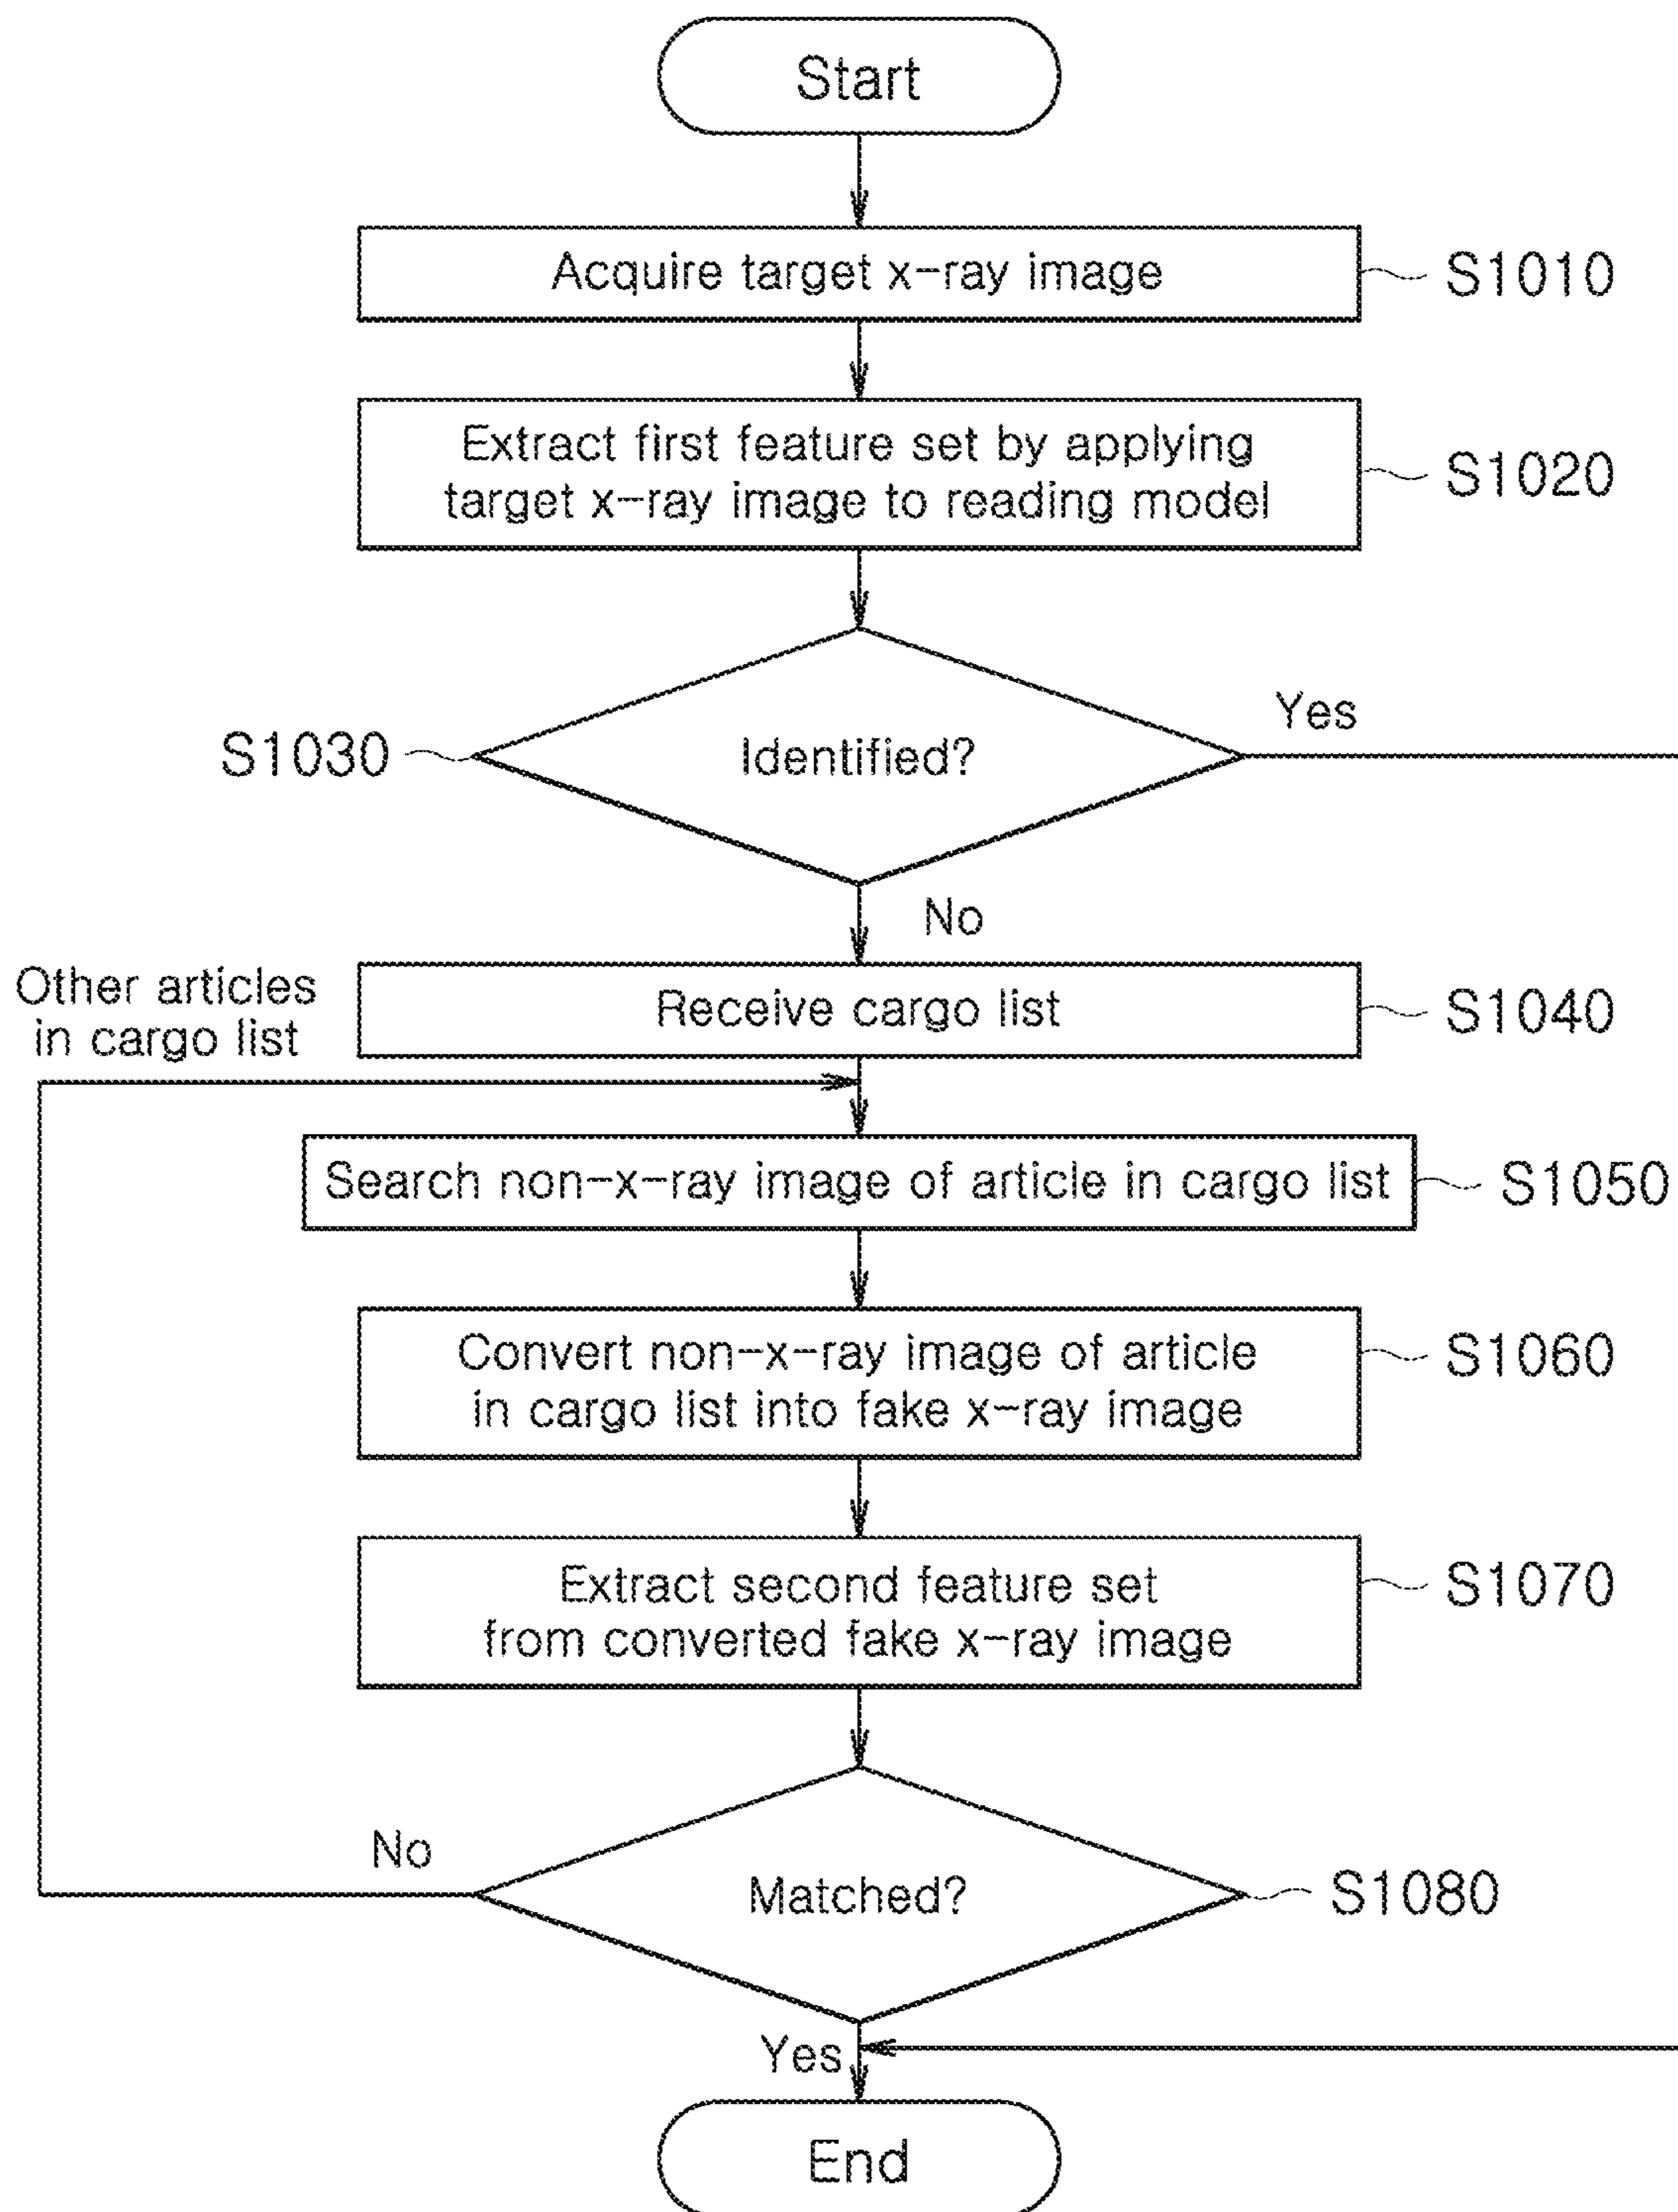 Start
Acquire target x-ray image
S1010
Extract first feature set by applying
target x-ray image to reading model
S1020
Identified?
S1030
Yes
No
Other articles
in cargo list
Receive cargo list
S1040
Search non-x-ray image of article in cargo list
S1050
Convert non-x-ray image of article
in cargo list into fake x-ray image
S1060
Extract second feature set
from converted fake x-ray image
S1070
No
Matched?
S1080
Yes
End